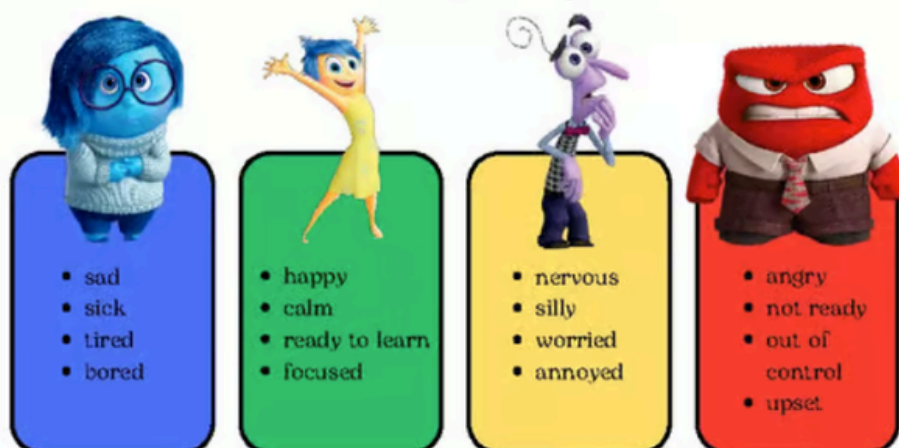 • sad
• sick
• tired
• bored
• happy
• calm
• ready to learn
• focused
• nervous
• silly
• worried
• annoyed
• angry
• not ready
• out of
control
• upset